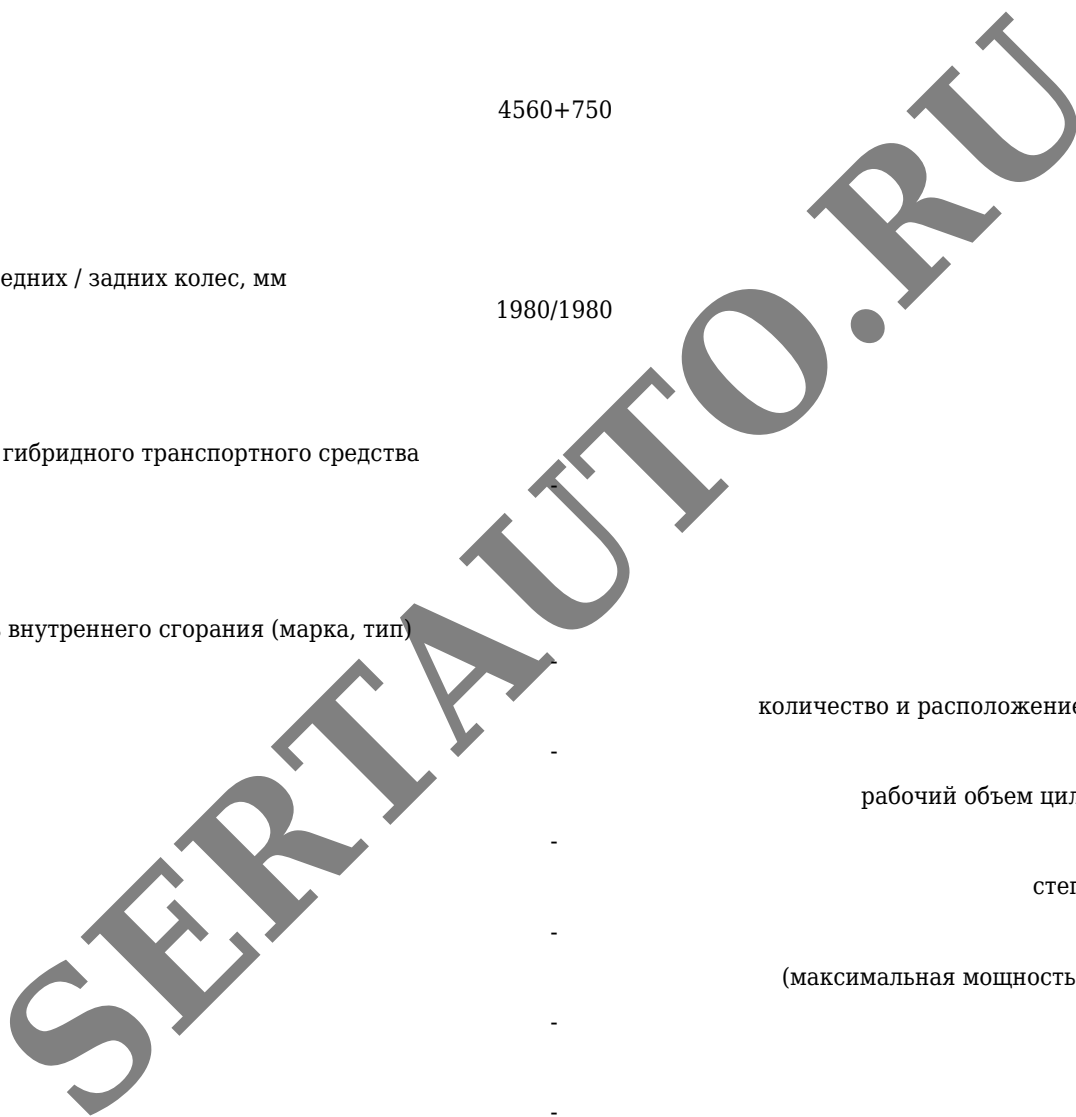 4560+750
едних / задних колес, мм
1980/1980
гибридного транспортного средства
-
внутреннего сгорания (марка, тип)
-
количество и расположение
-
рабочий объем цил
-
степ
-
(максимальная мощность
-
-
SERTAUTO.RU